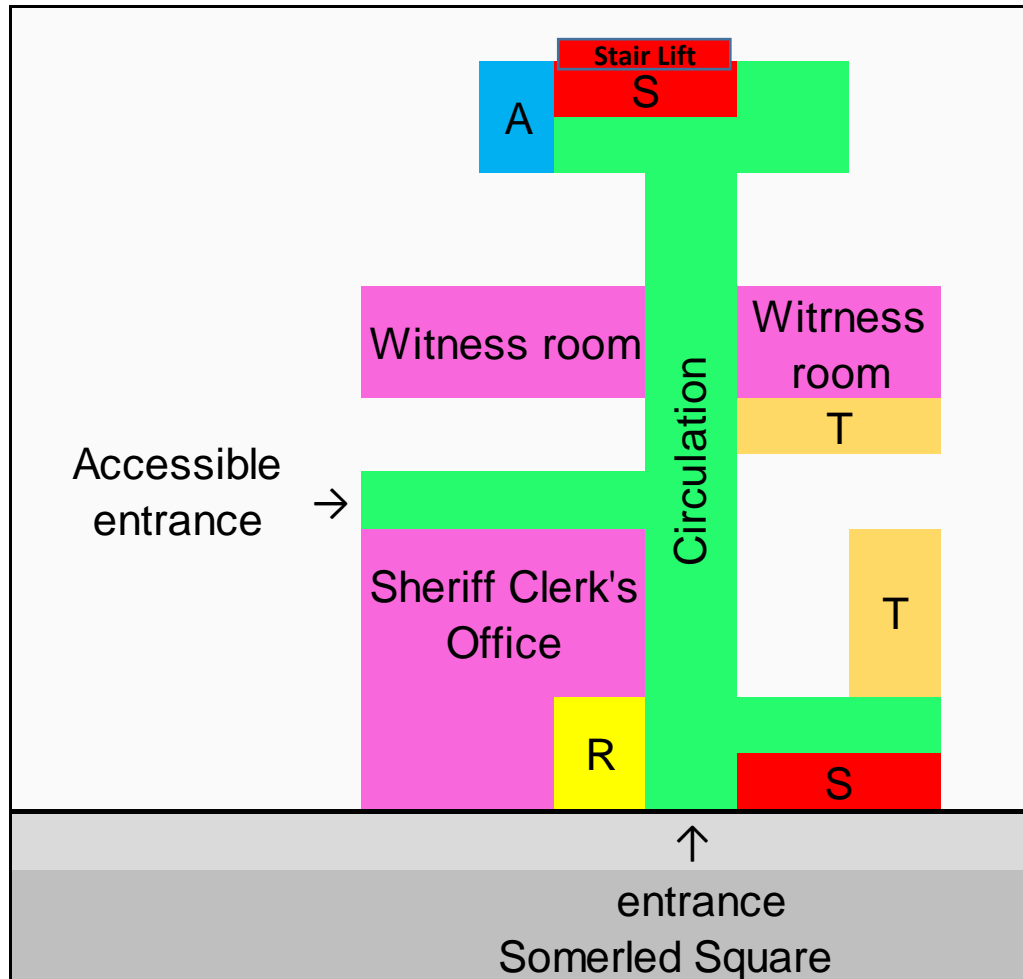 Stair Lift
S
A
Witness room
Witrness
room
T
Circulation
Accessible
entrance
→
Sheriff Clerk's
Office
T
R
S
↑
entrance
Somerled Square